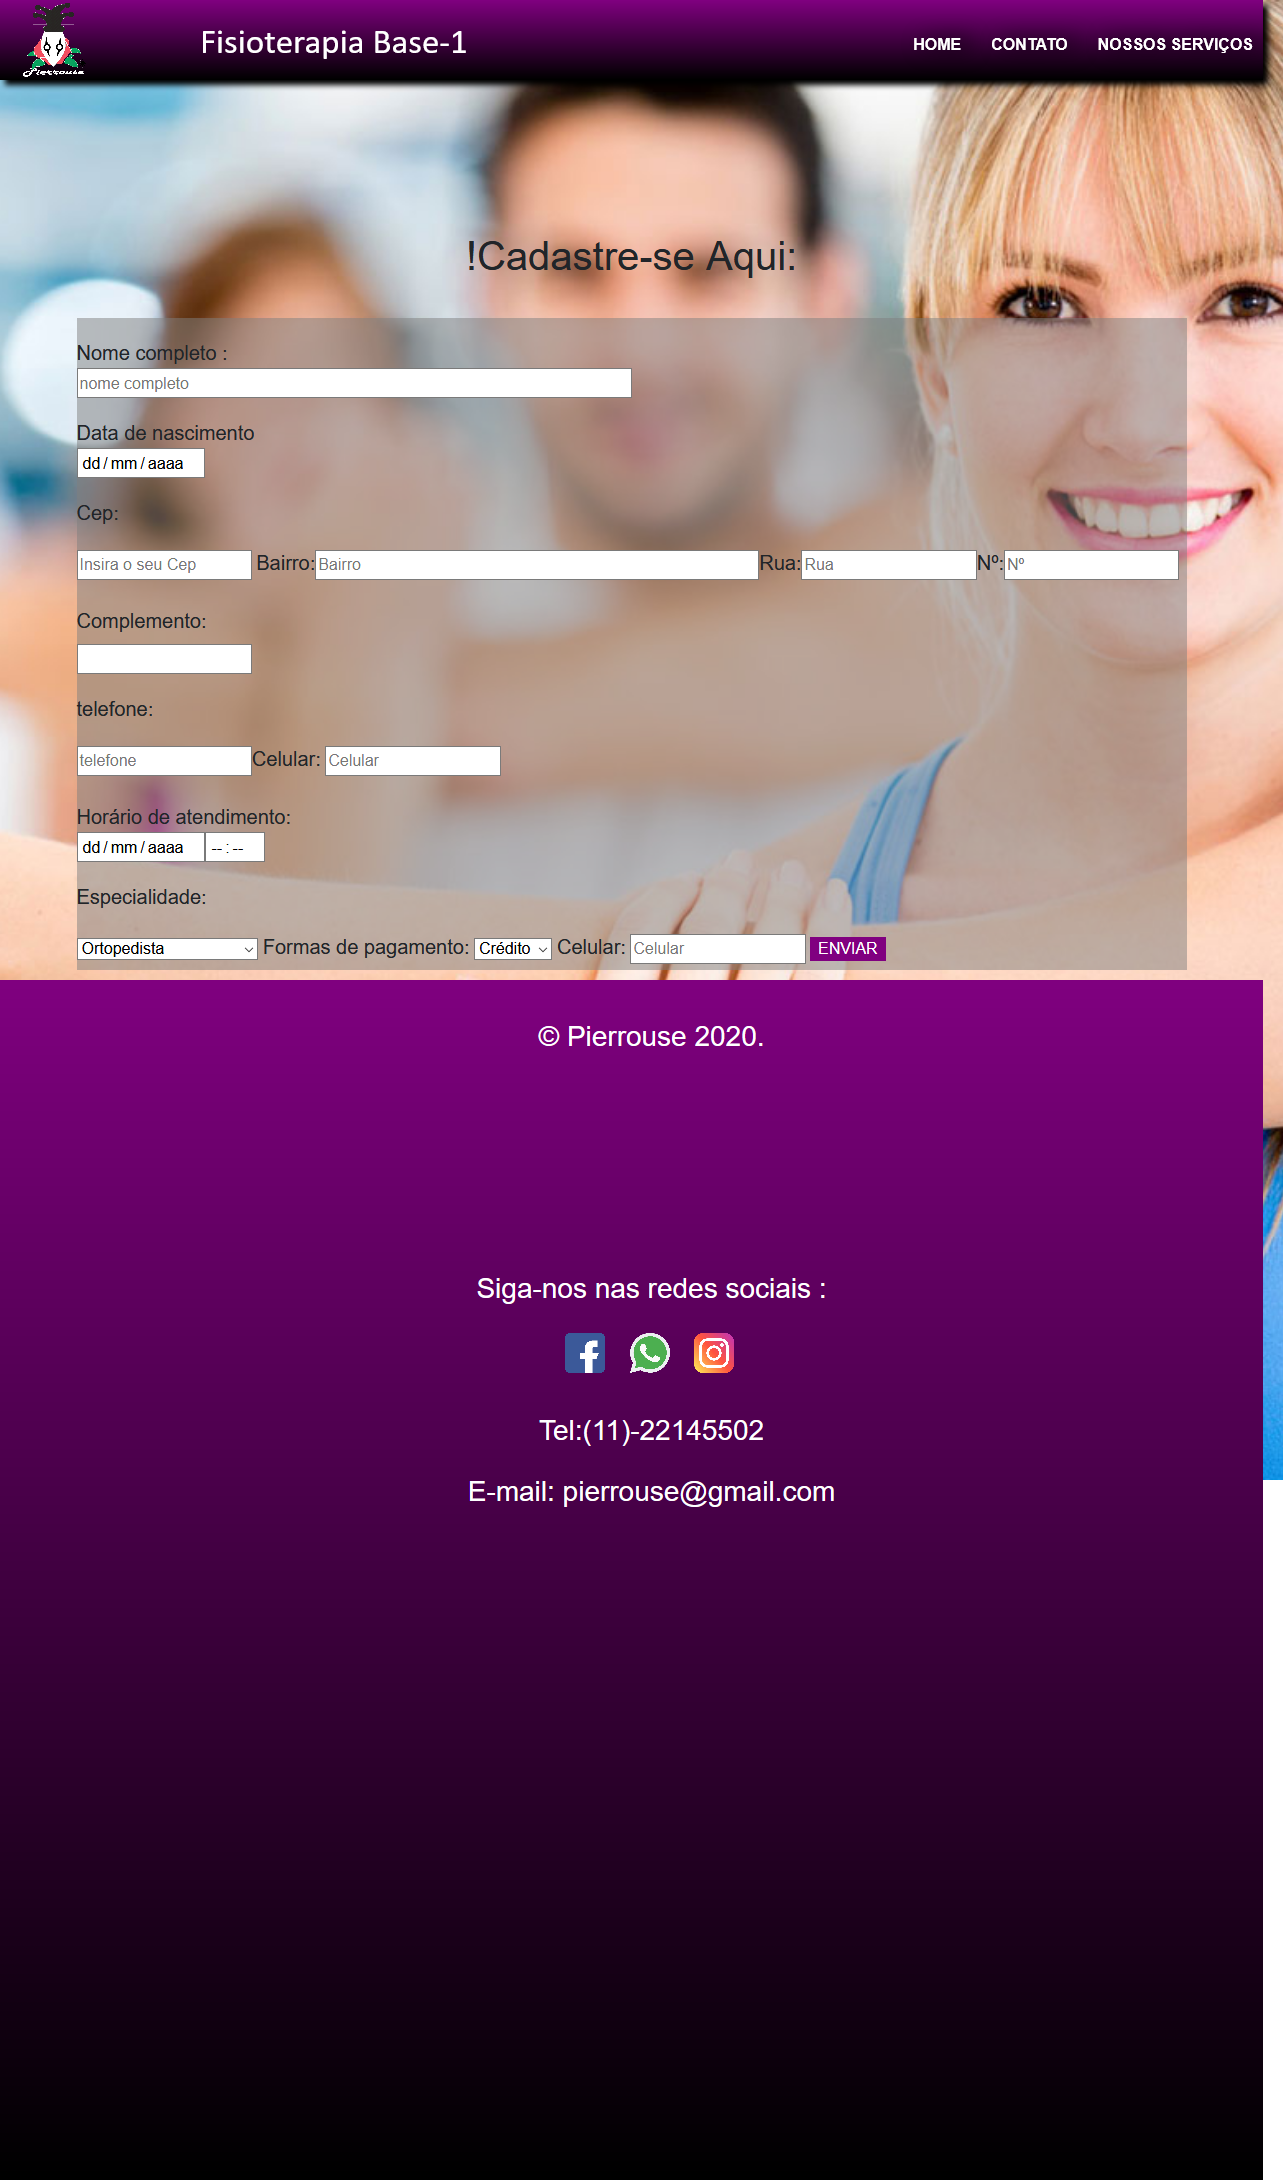 Pierrouse
Fisioterapia Base-1
HOME CONTATO NOSSOS SERVIÇOS
!Cadastre-se Aqui:
Nome completo :
nome completo
Data de nascimento
dd/mm/aaaa
Cep:
Insira o seu Cep Bairro: Bairro Rua: Rua Nº: Nº
Complemento:
telefone:
telefone Celular: Celular
Horário de atendimento:
dd/mm/aaaa --:--
Especialidade:
Ortopedista Formas de pagamento: Crédito Celular: Celular ENVIAR
© Pierrouse 2020.
Siga-nos nas redes sociais :
Tel:(11)-22145502
E-mail: pierrouse@gmail.com